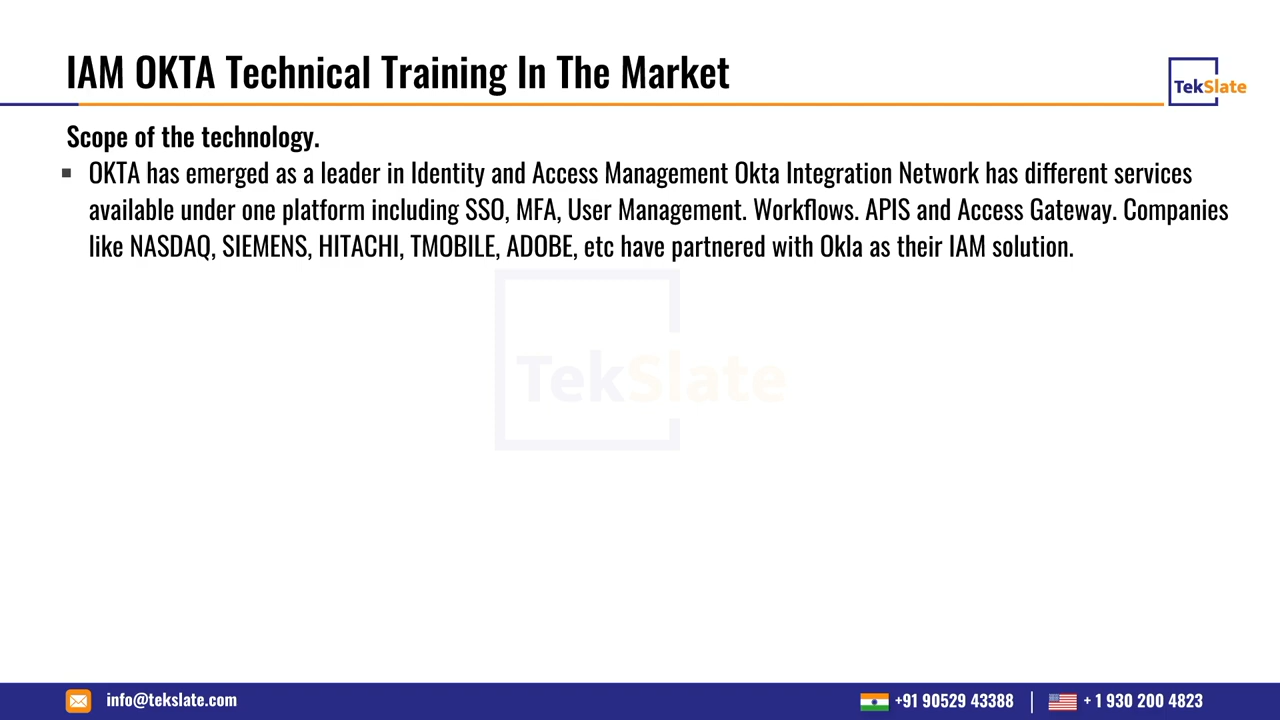 IAM OKTA Technical Training In The Market
TekSlate
Scope of the technology.
OKTA has emerged as a leader in Identity and Access Management Okta Integration Network has different services
available under one platform including SSO, MFA, User Management. Workflows. APIS and Access Gateway. Companies
like NASDAQ, SIEMENS, HITACHI, TMOBILE, ADOBE, etc have partnered with Okla as their IAM solution.
TekSlate
info@tekslate.com
+91 90529 43388
+ 1 930 200 4823